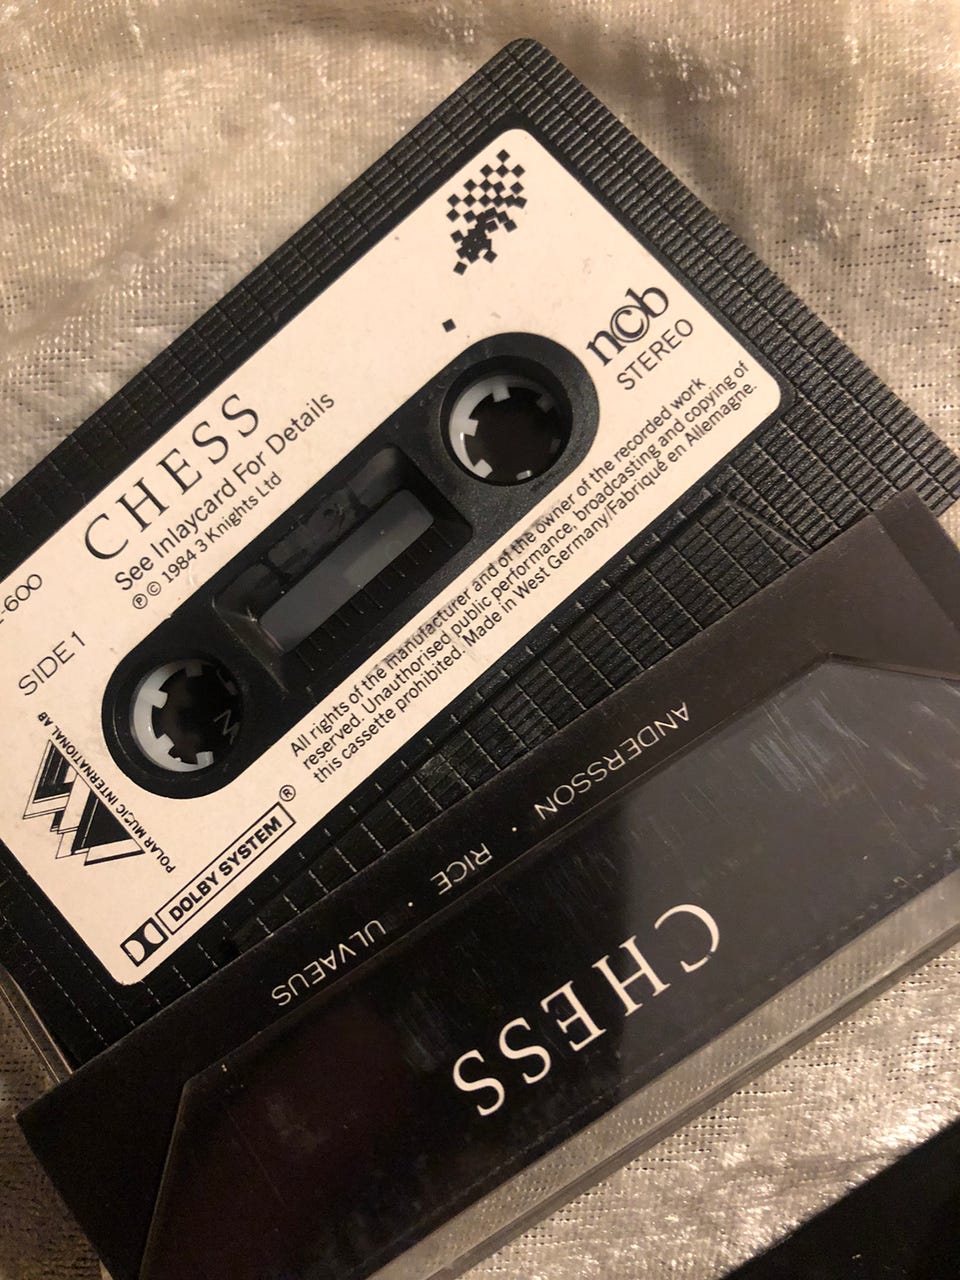 CHESS
See Inlaycard For Details
℗ © 1984 3 Knights Ltd
-600
SIDE 1
ncb
STEREO
All rights of the manufacturer and of the owner of the recorded work
reserved. Unauthorised public performance, broadcasting and copying of
this cassette prohibited. Made in West Germany/Fabriqué en Allemagne.
POLAR MUSIC INTERNATIONAL AB
DOLBY SYSTEM ®
ANDERSSON · RICE · ULVAEUS
CHESS